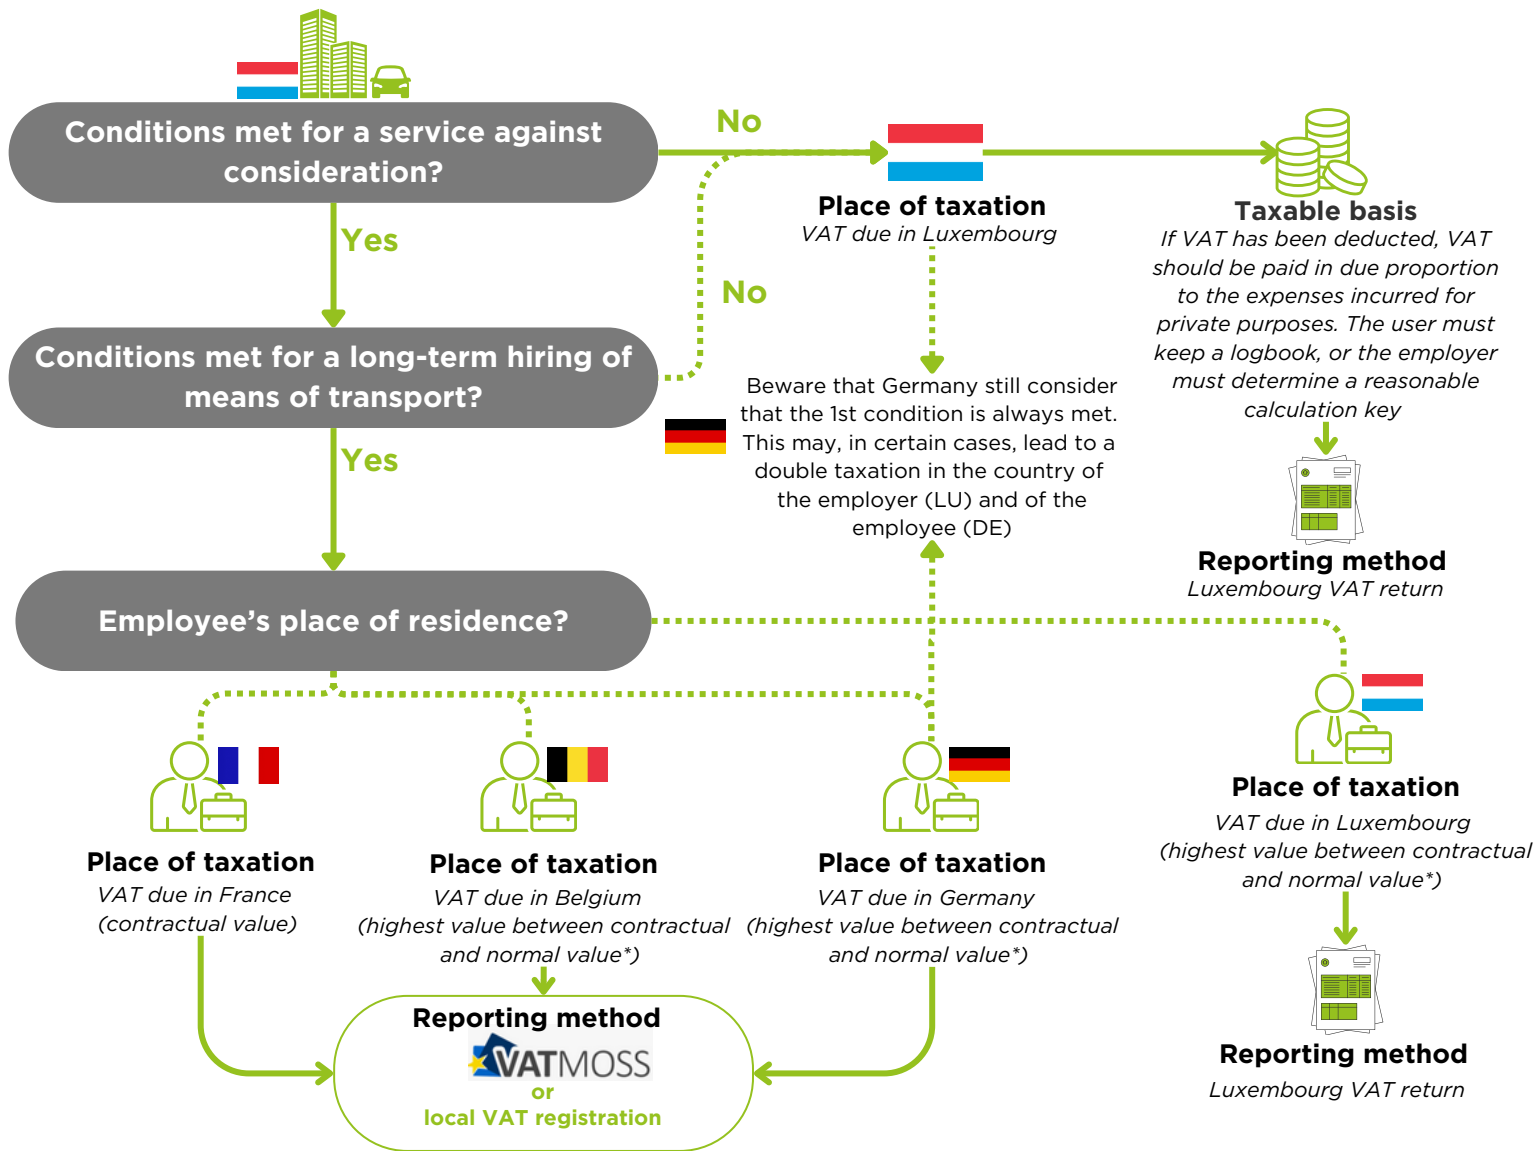 Conditions met for a service against
consideration?
No
Place of taxation
VAT due in Luxembourg
Taxable basis
If VAT has been deducted, VAT
should be paid in due proportion
to the expenses incurred for
private purposes. The user must
keep a logbook, or the employer
must determine a reasonable
calculation key
Reporting method
Luxembourg VAT return
Yes
No
Conditions met for a long-term hiring of
means of transport?
Beware that Germany still consider
that the 1st condition is always met.
This may, in certain cases, lead to a
double taxation in the country of
the employer (LU) and of the
employee (DE)
Yes
Employee's place of residence?
Place of taxation
VAT due in France
(contractual value)
Place of taxation
VAT due in Belgium
(highest value between contractual
and normal value*)
Place of taxation
VAT due in Germany
(highest value between contractual
and normal value*)
Place of taxation
VAT due in Luxembourg
(highest value between contractual
and normal value*)
Reporting method
VATMOSS
or
local VAT registration
Reporting method
Luxembourg VAT return